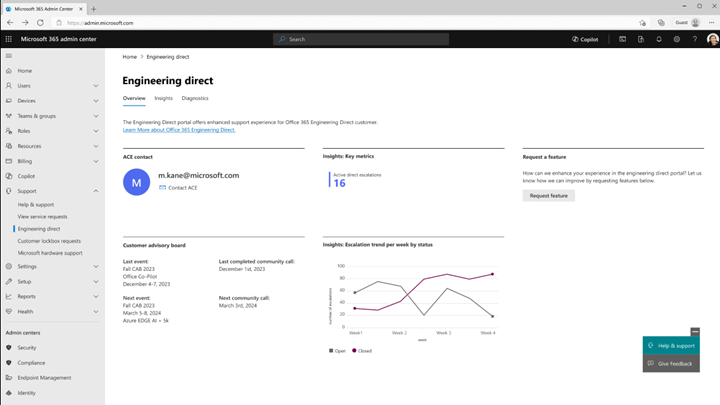 Microsoft 365 Admin Center
https://admin.microsoft.com
Guest
Microsoft 365 admin center
Search
Copilot
Home
Users
Devices
Teams & groups
Roles
Resources
Billing
Copilot
Support
Help & support
View service requests
Engineering direct
Customer lockbox requests
Microsoft hardware support
Settings
Setup
Reports
Health
Admin centers
Security
Compliance
Endpoint Management
Identity
Home > Engineering direct
Engineering direct
Overview Insights Diagnostics
The Engineering Direct portal offers enhanced support experience for Office 365 Engineering Direct customer.
Learn More about Office 365 Engineering Direct.
ACE contact
M
m.kane@microsoft.com
Contact ACE
Insights: Key metrics
Active direct escalations
16
Request a feature
How can we enhance your experience in the engineering direct portal? Let us
know how we can improve by requesting features below.
Request feature
Customer advisory board
Last event:
Fall CAB 2023
Office Co-Pilot
December 4-7, 2023
Last completed community call:
December 1st, 2023
Next event:
Fall CAB 2023
March 5-8, 2024
Azure EDGE AI + 5k
Next community call:
March 3rd, 2024
Insights: Escalation trend per week by status
number of escalations
100
80
60
40
20
0
Week1 Week 2 Week 3 Week 4
week
Open Closed
Help & support
Give Feedback